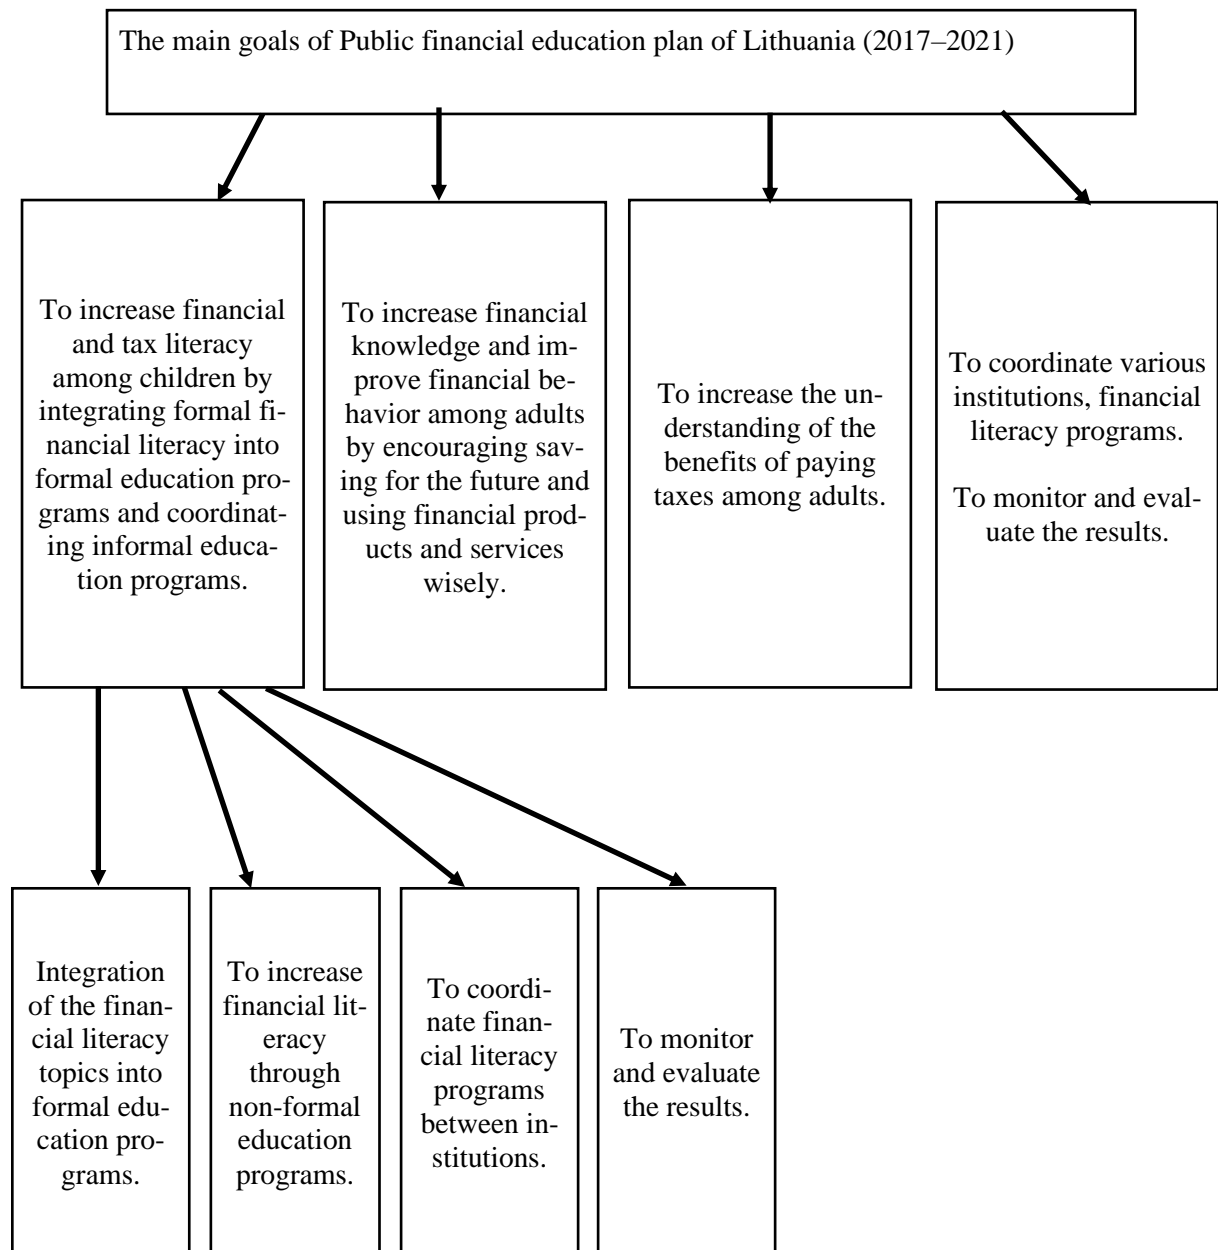 The main goals of Public financial education plan of Lithuania (2017–2021)
To increase financial
and tax literacy
among children by
integrating formal fi-
nancial literacy into
formal education pro-
grams and coordinat-
ing informal educa-
tion programs.
To increase financial
knowledge and im-
prove financial be-
havior among adults
by encouraging sav-
ing for the future and
using financial prod-
ucts and services
wisely.
To increase the un-
derstanding of the
benefits of paying
taxes among adults.
To coordinate various
institutions, financial
literacy programs.
To monitor and eval-
uate the results.
Integration
of the finan-
cial literacy
topics into
formal edu-
cation pro-
grams.
To increase
financial lit-
eracy
through
non-formal
education
programs.
To coordi-
nate finan-
cial literacy
programs
between in-
stitutions.
To monitor
and evaluate
the results.